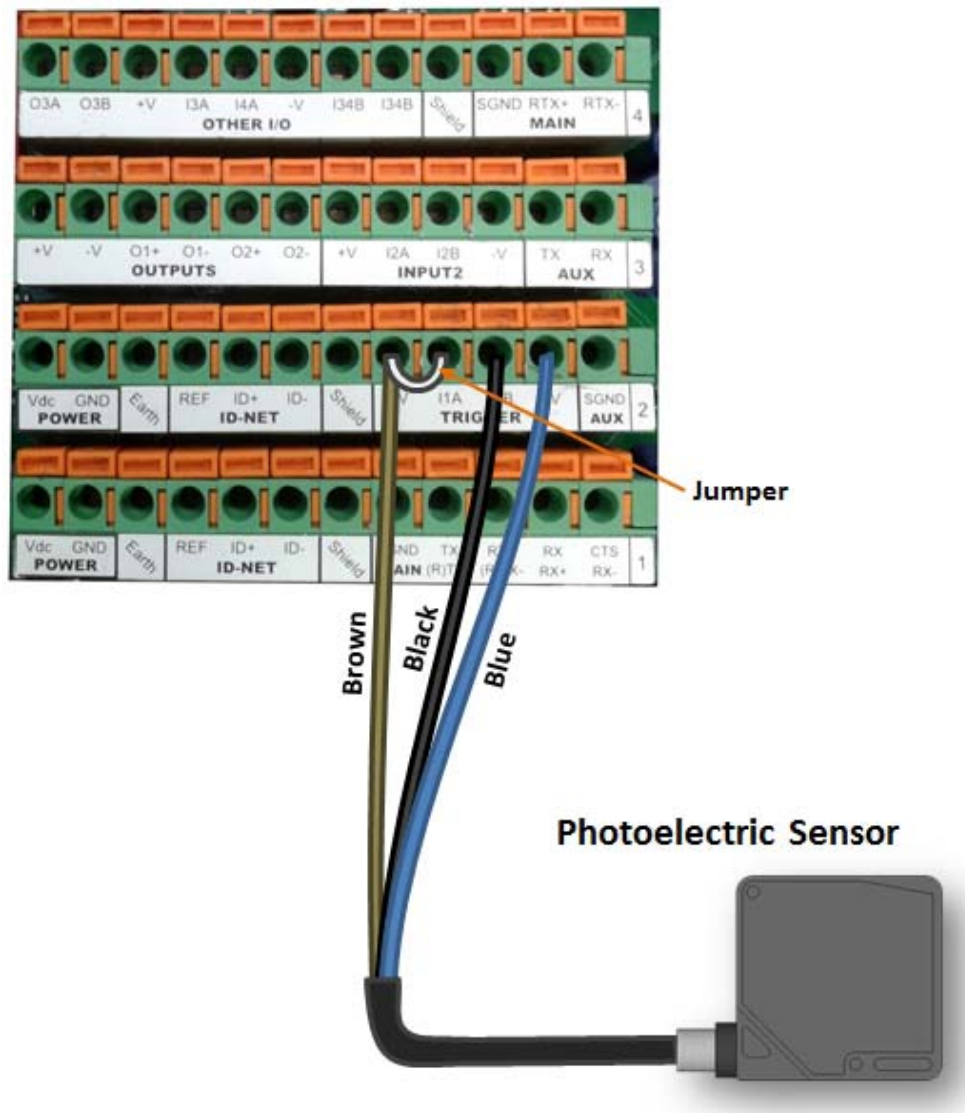 O3A O3B +V I3A I4A -V I34B I34B Shield SGND RTX+ RTX-
OTHER I/O MAIN 4
+V -V O1+ O1- O2+ O2- +V I2A I2B -V TX RX
OUTPUTS INPUT2 AUX 3
Vdc GND Earth REF ID+ ID- Shield V I1A B V SGND
POWER ID-NET TRIGGER AUX 2
Jumper
Vdc GND Earth REF ID+ ID- Shield TX RX CTS
POWER ID-NET RX+ RX- 1
Brown
Black
Blue
Photoelectric Sensor